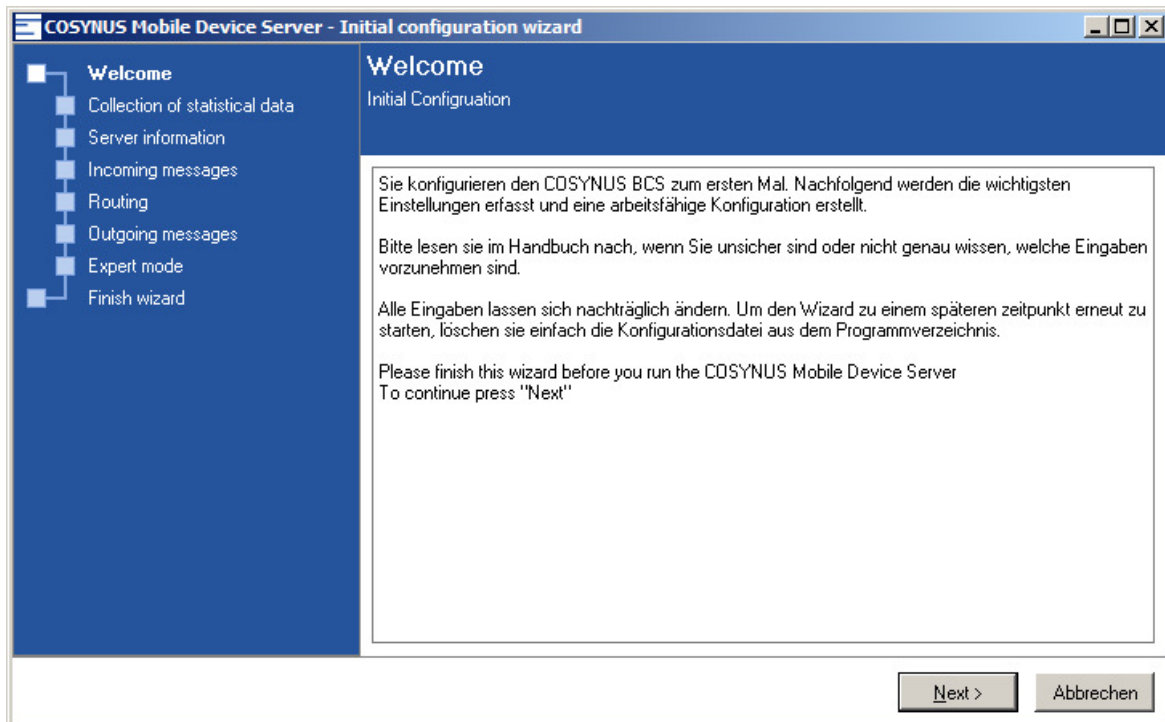 COSYNUS Mobile Device Server - Initial configuration wizard
Welcome
Collection of statistical data
Server information
Incoming messages
Routing
Outgoing messages
Expert mode
Finish wizard
Welcome
Initial Configruation
Sie konfigurieren den COSYNUS BCS zum ersten Mal. Nachfolgend werden die wichtigsten
Einstellungen erfasst und eine arbeitsfähige Konfiguration erstellt.
Bitte lesen sie im Handbuch nach, wenn Sie unsicher sind oder nicht genau wissen, welche Eingaben
vorzunehmen sind.
Alle Eingaben lassen sich nachträglich ändern. Um den Wizard zu einem späteren zeitpunkt erneut zu
starten, löschen sie einfach die Konfigurationsdatei aus dem Programmverzeichnis.
Please finish this wizard before you run the COSYNUS Mobile Device Server
To continue press "Next"
Next >
Abbrechen